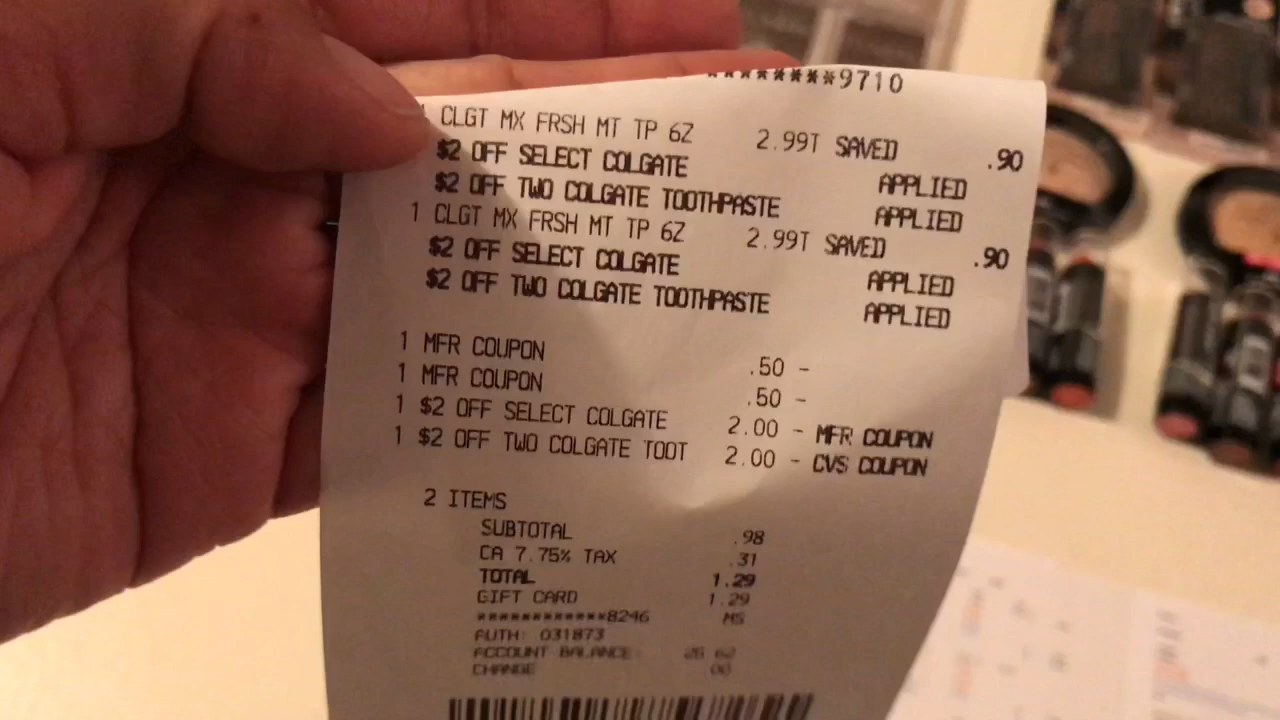 ********9710
1 CLGT MX FRSH MT TP 6Z 2.99T SAVED .90
$2 OFF SELECT COLGATE APPLIED
$2 OFF TWO COLGATE TOOTHPASTE APPLIED
1 CLGT MX FRSH MT TP 6Z 2.99T SAVED .90
$2 OFF SELECT COLGATE APPLIED
$2 OFF TWO COLGATE TOOTHPASTE APPLIED
1 MFR COUPON .50 -
1 MFR COUPON .50 -
1 $2 OFF SELECT COLGATE 2.00 - MFR COUPON
1 $2 OFF TWO COLGATE TOOT 2.00 - CVS COUPON
2 ITEMS
SUBTOTAL .98
CA 7.75% TAX .31
TOTAL 1.29
GIFT CARD 1.29
************8246 MS
AUTH: 031873
ACCOUNT BALANCE:
CHANGE .00